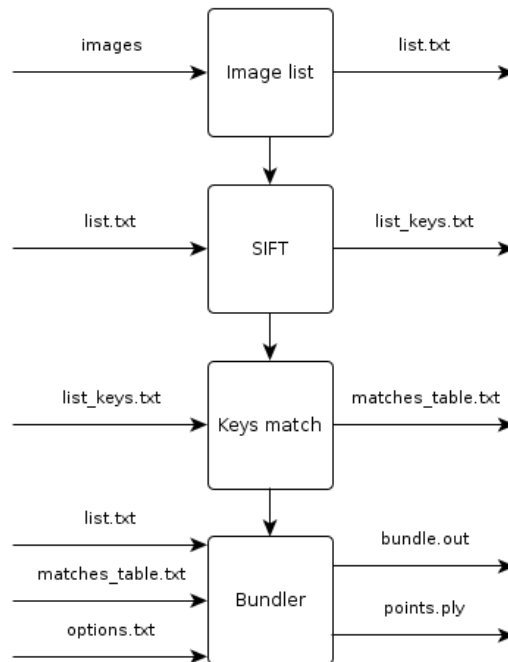 images
list.txt
Image list
list.txt
list_keys.txt
SIFT
list_keys.txt
matches_table.txt
Keys match
list.txt
bundle.out
matches_table.txt
Bundler
points.ply
options.txt